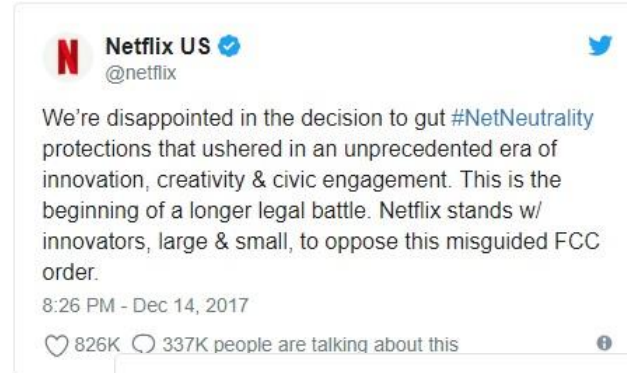 Netflix US
@netflix
We’re disappointed in the decision to gut #NetNeutrality
protections that ushered in an unprecedented era of
innovation, creativity & civic engagement. This is the
beginning of a longer legal battle. Netflix stands w/
innovators, large & small, to oppose this misguided FCC
order.
8:26 PM - Dec 14, 2017
826K 337K people are talking about this